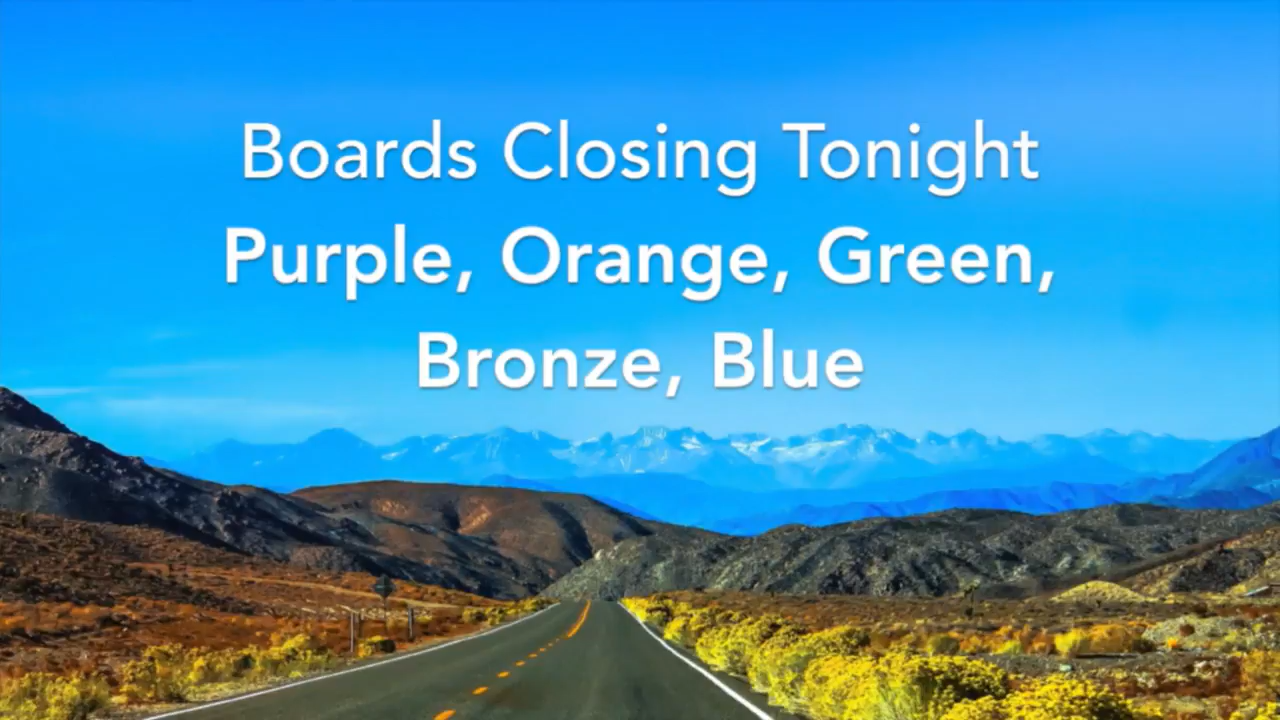 Boards Closing Tonight
Purple, Orange, Green,
Bronze, Blue